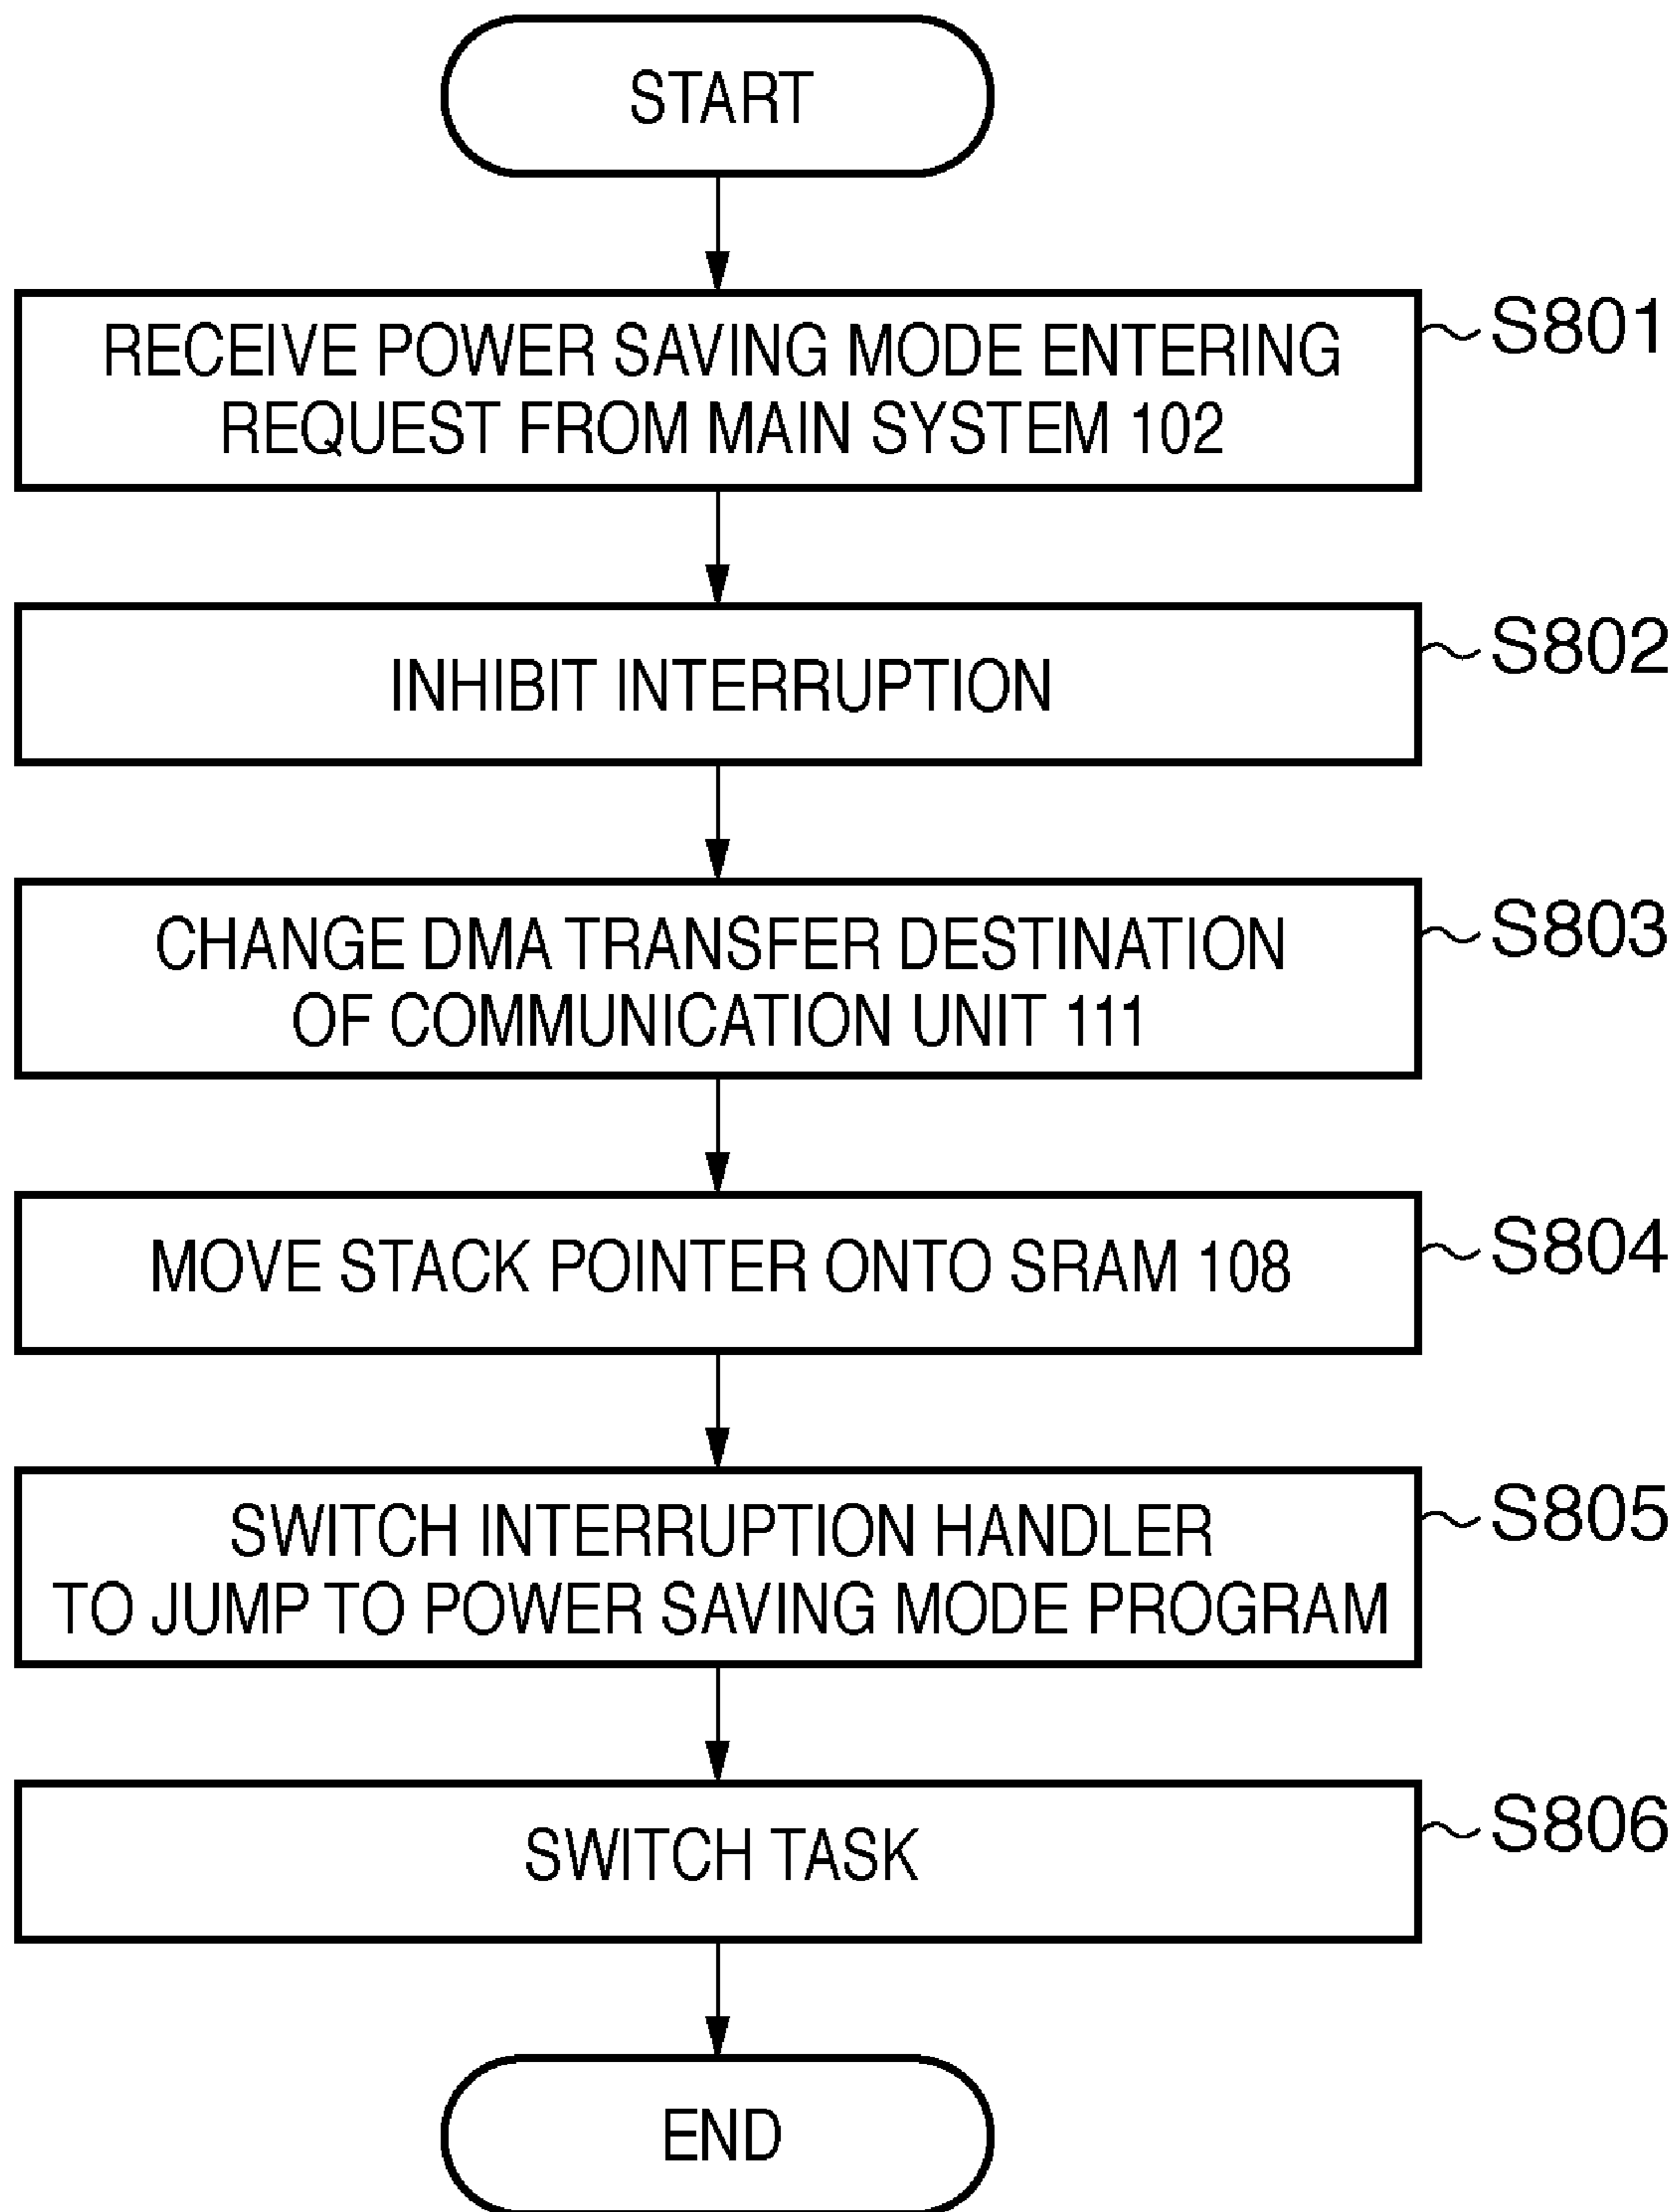 START
RECEIVE POWER SAVING MODE ENTERING
REQUEST FROM MAIN SYSTEM 102
S801
INHIBIT INTERRUPTION
S802
CHANGE DMA TRANSFER DESTINATION
OF COMMUNICATION UNIT 111
S803
MOVE STACK POINTER ONTO SRAM 108
S804
SWITCH INTERRUPTION HANDLER
TO JUMP TO POWER SAVING MODE PROGRAM
S805
SWITCH TASK
S806
END